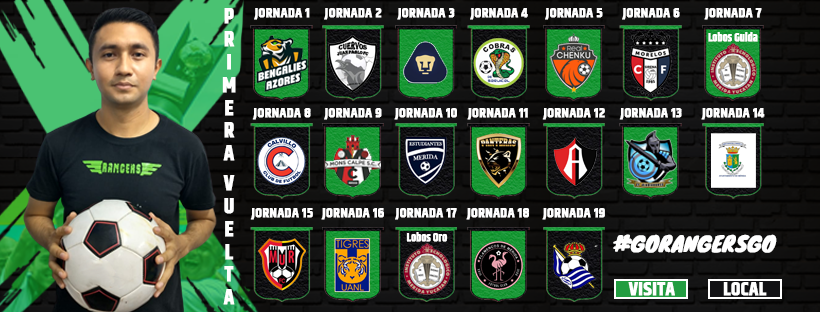 PRIMERA VUELTA
RANGERS
JORNADA 1
JORNADA 2
JORNADA 3
JORNADA 4
JORNADA 5
JORNADA 6
JORNADA 7
BENGALIES
AZORES
CUERVOS
COBRAS
Real
CHENKU
MORELOS
C F
Lobos Guida
JORNADA 8
JORNADA 9
JORNADA 10
JORNADA 11
JORNADA 12
JORNADA 13
JORNADA 14
CALVILLO
C
CLUB DE FUTBOL
MONS CALPE S.C.
ESTUDIANTES
MERIDA
PANTERAS
A
JORNADA 15
JORNADA 16
JORNADA 17
JORNADA 18
JORNADA 19
MUR
TIGRES
UANL
Lobos Oro
#GORANGERSGO
VISITA
LOCAL